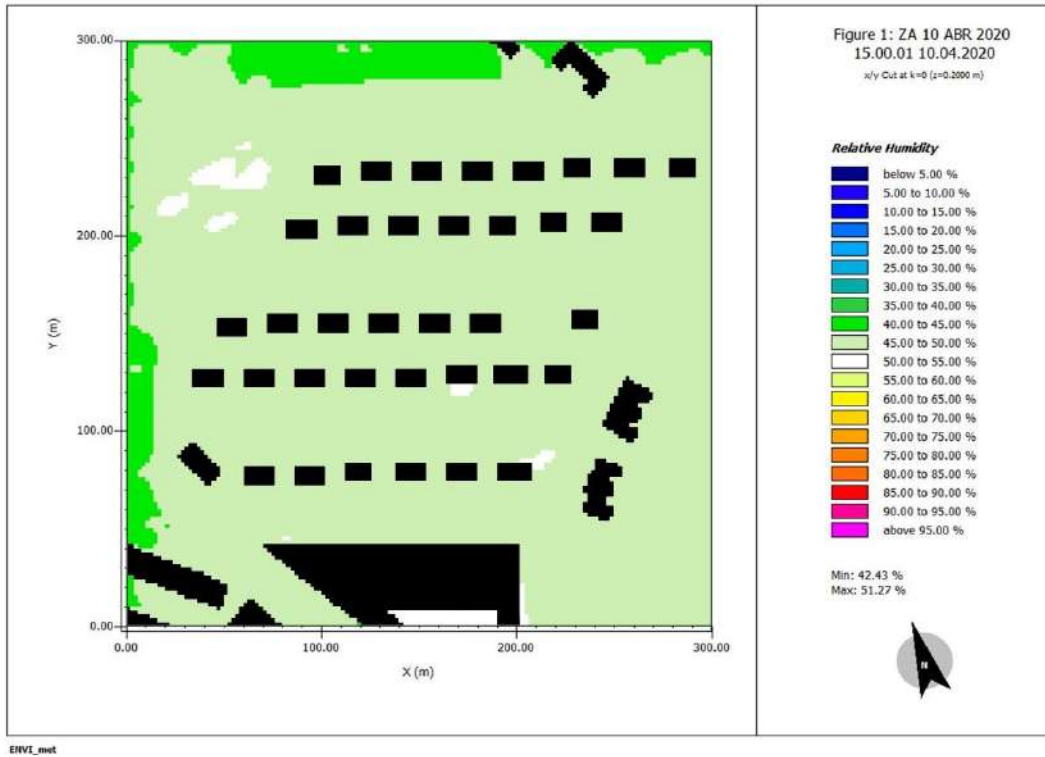 Figure 1: ZA 10 ABR 2020
15.00.01 10.04.2020
x/y Cut at k=0 (z=0.2000 m)
300.00
200.00
100.00
0.00
Y (m)
0.00 100.00 200.00 300.00
X (m)
Relative Humidity
below 5.00 %
5.00 to 10.00 %
10.00 to 15.00 %
15.00 to 20.00 %
20.00 to 25.00 %
25.00 to 30.00 %
30.00 to 35.00 %
35.00 to 40.00 %
40.00 to 45.00 %
45.00 to 50.00 %
50.00 to 55.00 %
55.00 to 60.00 %
60.00 to 65.00 %
65.00 to 70.00 %
70.00 to 75.00 %
75.00 to 80.00 %
80.00 to 85.00 %
85.00 to 90.00 %
90.00 to 95.00 %
above 95.00 %
Min: 42.43 %
Max: 51.27 %
N
ENVI_met